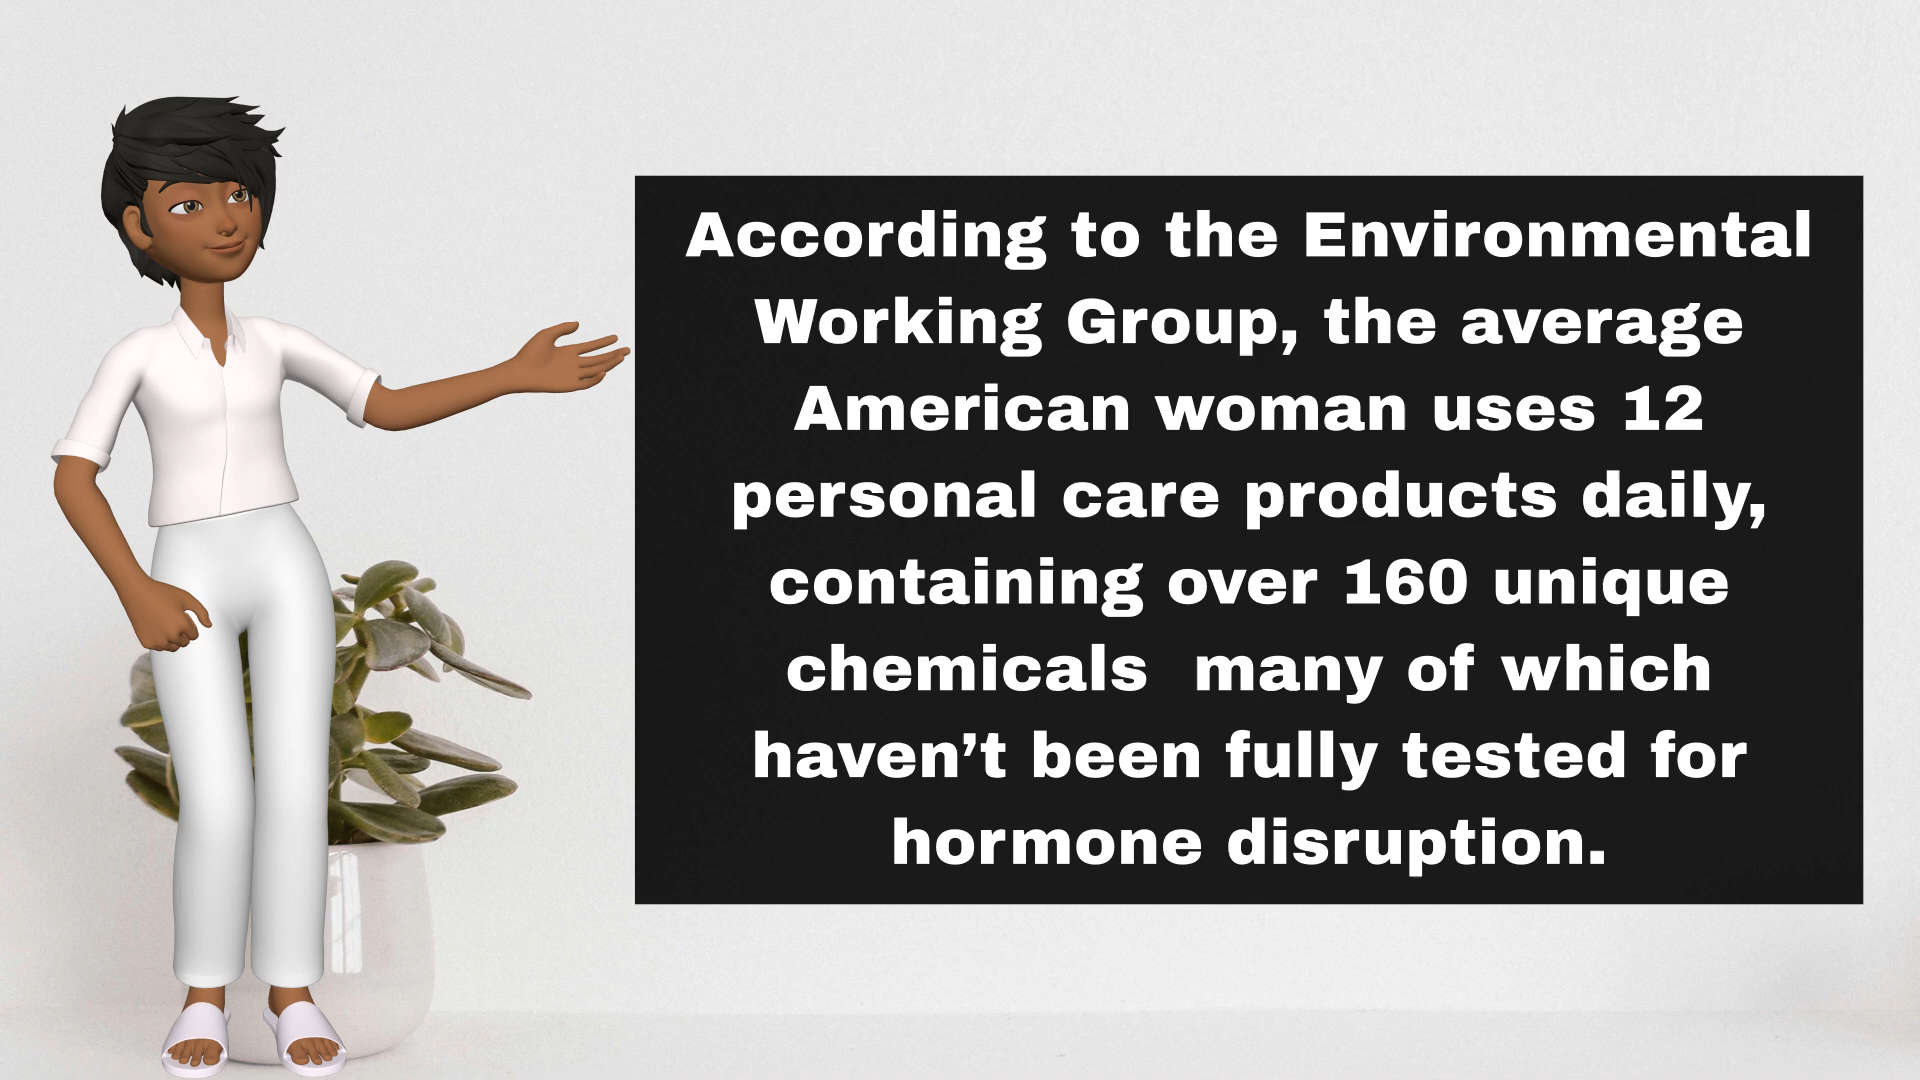 According to the Environmental
Working Group, the average
American woman uses 12
personal care products daily,
containing over 160 unique
chemicals  many of which
haven’t been fully tested for
hormone disruption.